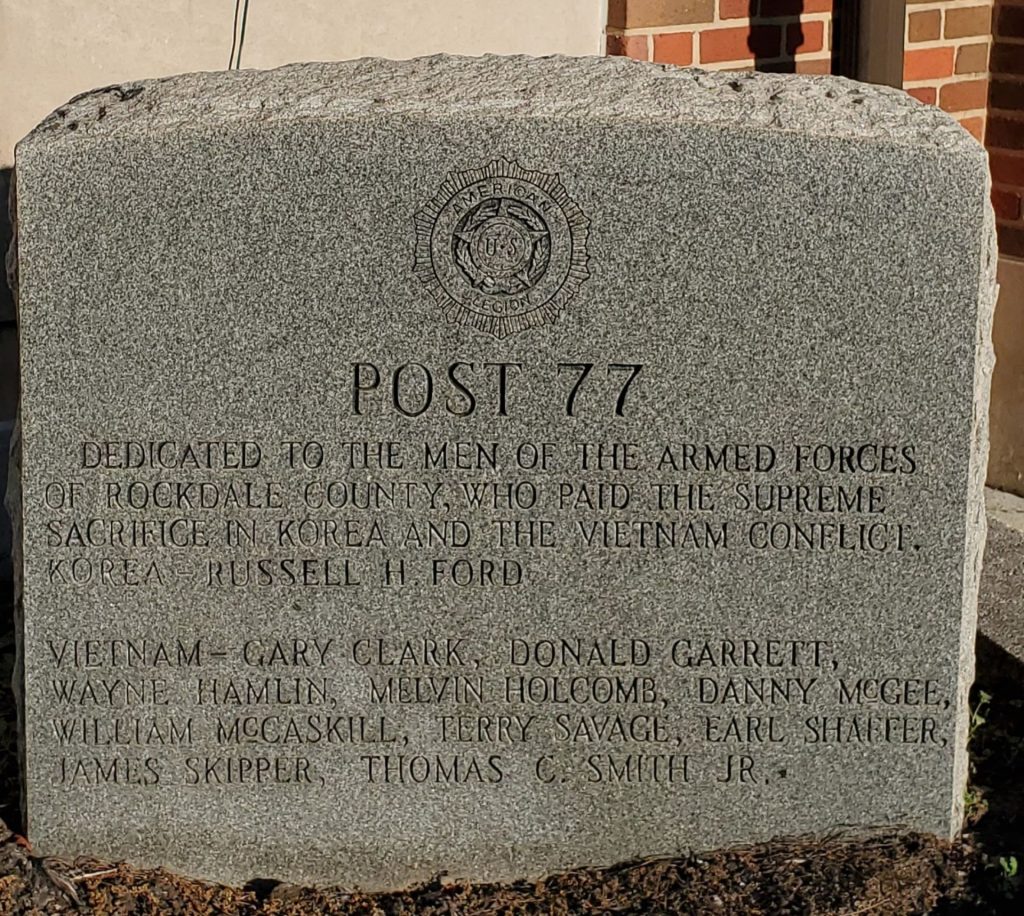 AMERICAN
U·S
LEGION
POST 77
DEDICATED TO THE MEN OF THE ARMED FORCES
OF ROCKDALE COUNTY, WHO PAID THE SUPREME
SACRIFICE IN KOREA AND THE VIETNAM CONFLICT.
KOREA – RUSSELL H. FORD
VIETNAM – GARY CLARK, DONALD GARRETT,
WAYNE HAMLIN, MELVIN HOLCOMB, DANNY McGEE,
WILLIAM McCASKILL, TERRY SAVAGE, EARL SHAFFER,
JAMES SKIPPER, THOMAS C. SMITH JR.